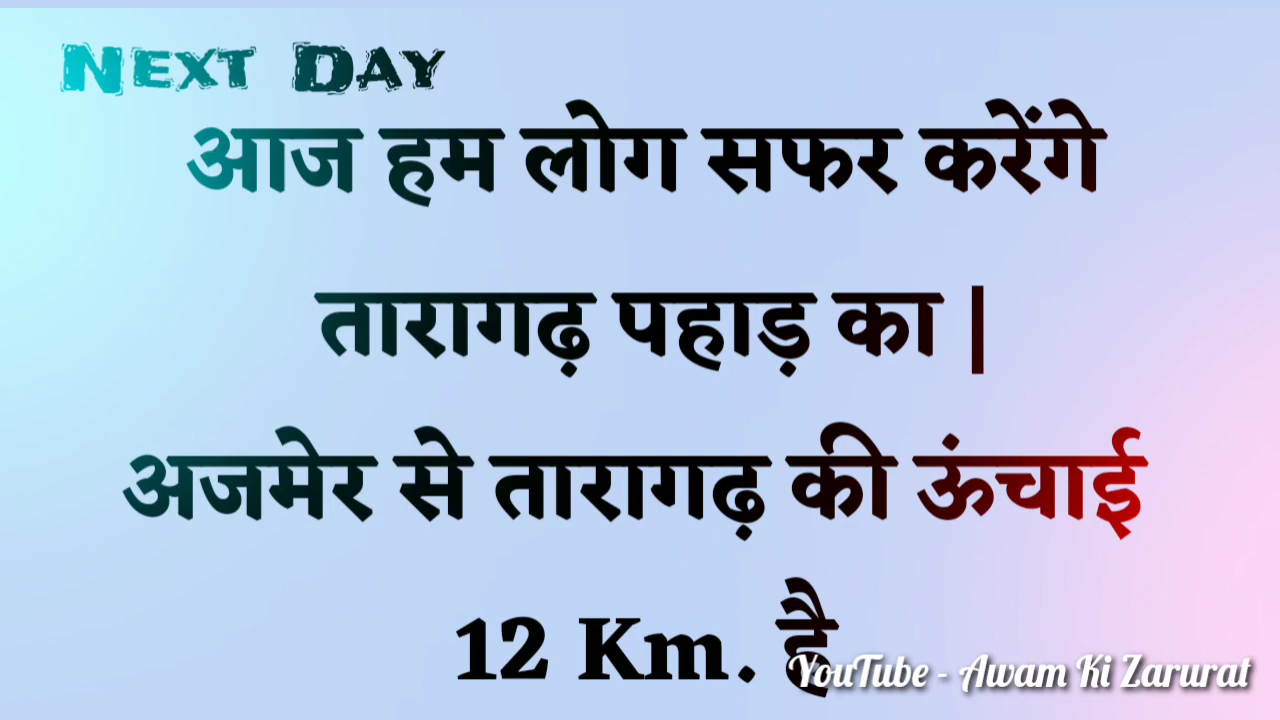 Next Day
आज हम लोग सफर करेंगे
तारागढ़ पहाड़ का |
अजमेर से तारागढ़ की ऊंचाई
12 Km. है
YouTube - Awam Ki Zarurat